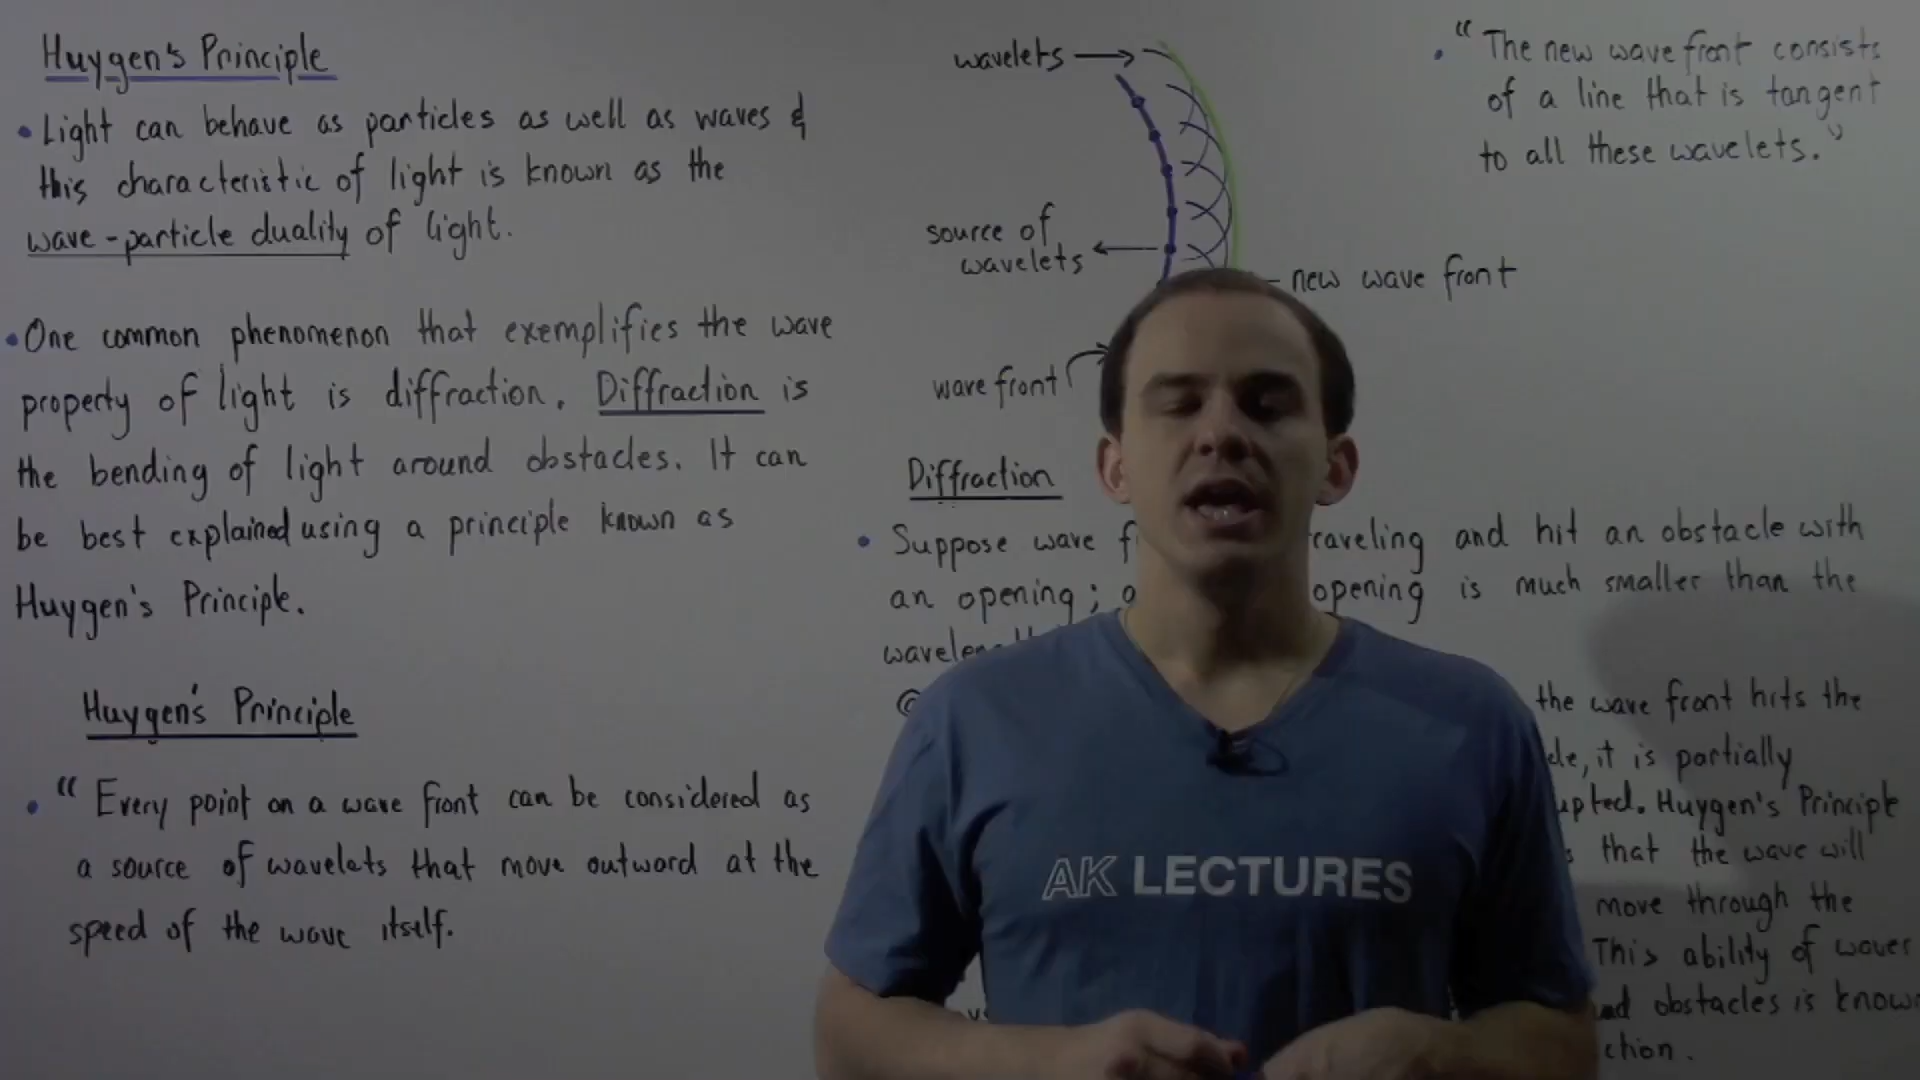 Huygen's Principle
• Light can behave as particles as well as waves &
this characteristic of light is known as the
wave-particle duality of light.
• One common phenomenon that exemplifies the wave
property of light is diffraction. Diffraction is
the bending of light around obstacles. It can
be best explained using a principle known as
Huygen's Principle.
Huygen's Principle
• "Every point on a wave front can be considered as
a source of wavelets that move outward at the
speed of the wave itself.
wavelets
source of
wavelets
new wave front
wave front
• "The new wave front consists
of a line that is tangent
to all these wavelets."
Diffraction
• Suppose wave traveling and hit an obstacle with
an opening; opening is much smaller than the
the wave front hits the
it is partially
Huygen's Principle
that the wave will
move through the
This ability of waves
obstacles is known
AK LECTURES